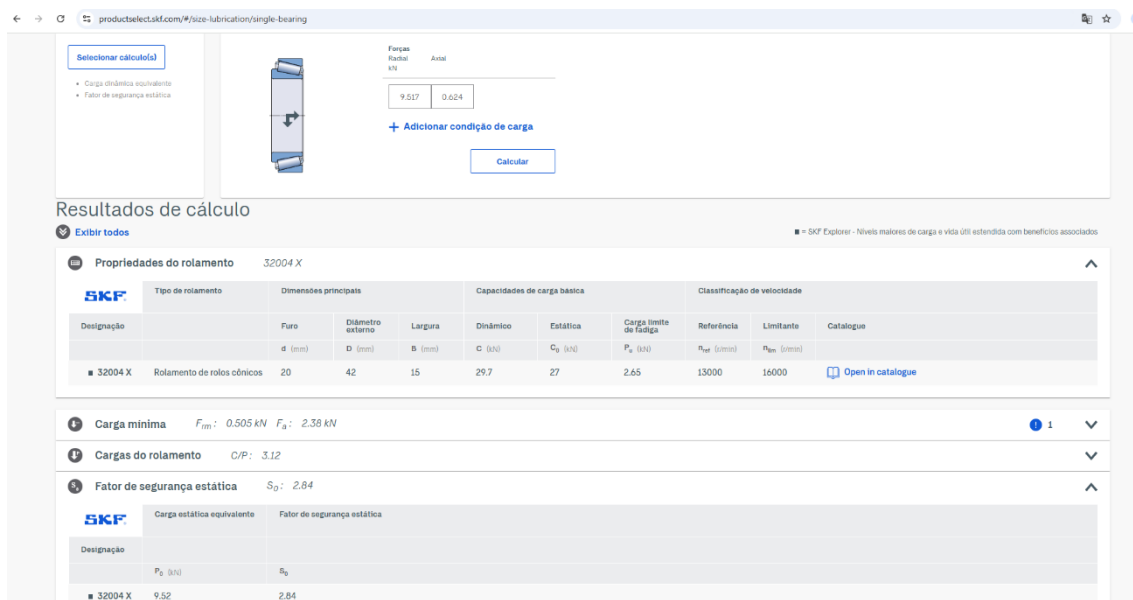 productselect.skf.com/#/size-lubrication/single-bearing
Selecionar cálculo(s)
Carga dinâmica equivalente
Fator de segurança estática
Forças
Radial Axial
kN
9.517 0.624
+ Adicionar condição de carga
Calcular
Resultados de cálculo
Exibir todos
■ = SKF Explorer - Níveis maiores de carga e vida útil estendida com benefícios associados
Propriedades do rolamento 32004 X
SKF Tipo de rolamento Dimensões principais Capacidades de carga básica Classificação de velocidade
Designação Furo Diâmetro externo Largura Dinâmico Estática Carga limite de fadiga Referência Limitante Catalogue
d (mm) D (mm) B (mm) C (kN) C0 (kN) Pu (kN) nref (r/min) nlim (r/min)
■ 32004 X Rolamento de rolos cônicos 20 42 15 29.7 27 2.65 13000 16000 Open in catalogue
Carga mínima Frm: 0.505 kN Fa: 2.38 kN 1
Cargas do rolamento C/P: 3.12
S0 Fator de segurança estática S0: 2.84
SKF Carga estática equivalente Fator de segurança estática
Designação
P0 (kN) S0
■ 32004 X 9.52 2.84